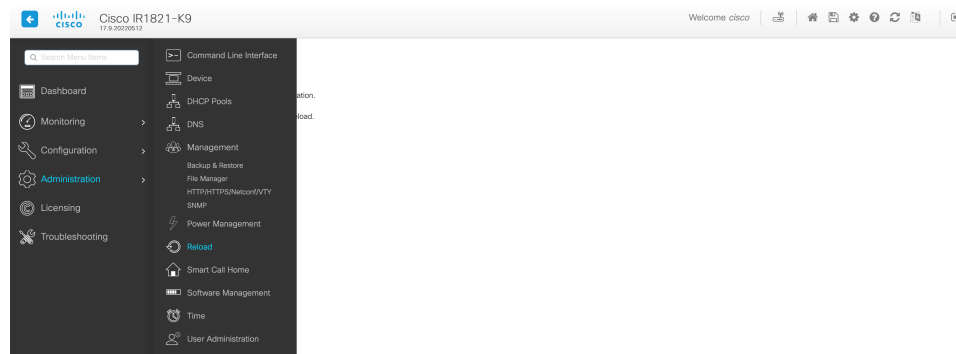 cisco
Cisco IR1821-K9
17.9.20220512
Welcome cisco
Search Menu Items
Dashboard
Monitoring
Configuration
Administration
Licensing
Troubleshooting
Command Line Interface
Device
DHCP Pools
DNS
Management
Backup & Restore
File Manager
HTTP/HTTPS/Netconf/VTY
SNMP
Power Management
Reload
Smart Call Home
Software Management
Time
User Administration
ation.
eload.